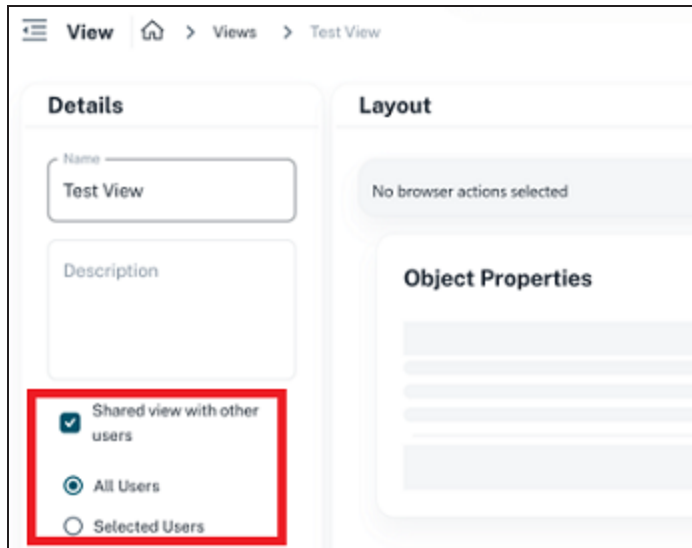 View > Views > Test View
Details
Layout
Name
Test View
No browser actions selected
Description
Object Properties
Shared view with other
users
All Users
Selected Users